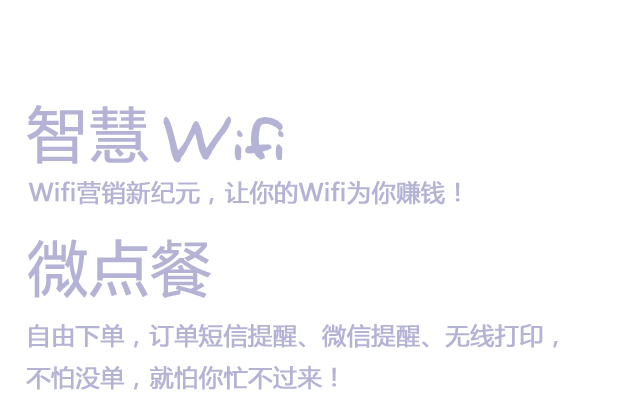 智慧Wifi
Wifi营销新纪元，让你的Wifi为你赚钱！
微点餐
自由下单，订单短信提醒、微信提醒、无线打印，
不怕没单，就怕你忙不过来！